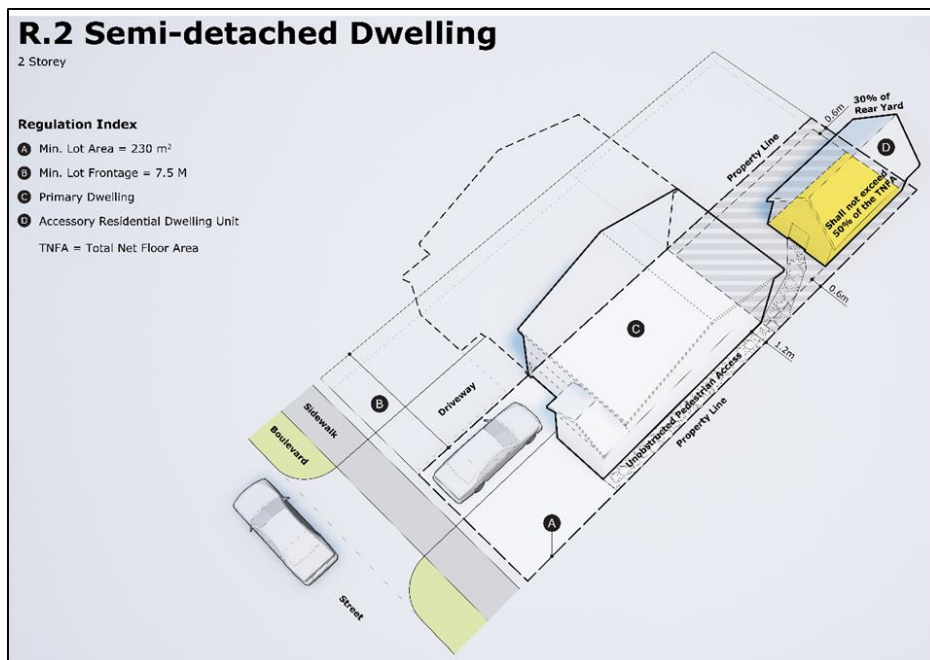 R.2 Semi-detached Dwelling
2 Storey
Regulation Index
A Min. Lot Area = 230 m²
B Min. Lot Frontage = 7.5 M
C Primary Dwelling
D Accessory Residential Dwelling Unit
TNFA = Total Net Floor Area
30% of
Rear Yard
0.6m
D
Property Line
Shall not exceed
50% of the TNFA
0.6m
C
1.2m
Unobstructed Pedestrian Access
Property Line
B
Driveway
Sidewalk
Boulevard
A
Street